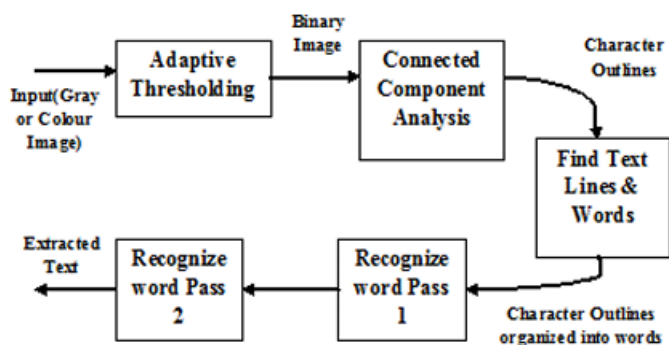 Input(Gray
or Colour
Image)
Adaptive
Thresholding
Binary
Image
Connected
Component
Analysis
Character
Outlines
Find Text
Lines &
Words
Character Outlines
organized into words
Recognize
word Pass
1
Recognize
word Pass
2
Extracted
Text